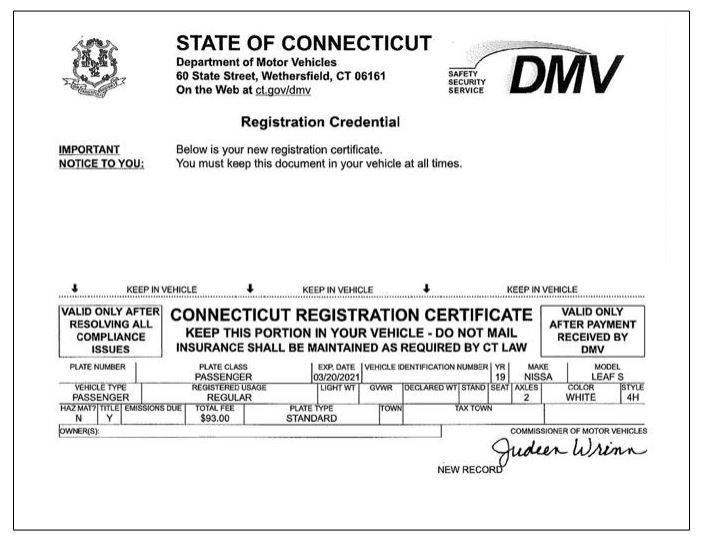 STATE OF CONNECTICUT
Department of Motor Vehicles
60 State Street, Wethersfield, CT 06161
On the Web at ct.gov/dmv
SAFETY
SECURITY
SERVICE
DMV
Registration Credential
IMPORTANT Below is your new registration certificate.
NOTICE TO YOU: You must keep this document in your vehicle at all times.
KEEP IN VEHICLE KEEP IN VEHICLE KEEP IN VEHICLE
VALID ONLY AFTER
RESOLVING ALL
COMPLIANCE
ISSUES
CONNECTICUT REGISTRATION CERTIFICATE
KEEP THIS PORTION IN YOUR VEHICLE - DO NOT MAIL
INSURANCE SHALL BE MAINTAINED AS REQUIRED BY CT LAW
VALID ONLY
AFTER PAYMENT
RECEIVED BY
DMV
PLATE NUMBER PLATE CLASS EXP. DATE VEHICLE IDENTIFICATION NUMBER YR MAKE MODEL
PASSENGER 03/20/2021 19 NISSA LEAF S
VEHICLE TYPE REGISTERED USAGE LIGHT WT GVWR DECLARED WT STAND SEAT AXLES COLOR STYLE
PASSENGER REGULAR 2 WHITE 4H
HAZ MAT? TITLE EMISSIONS DUE TOTAL FEE PLATE TYPE TOWN TAX TOWN
N Y $93.00 STANDARD
OWNER(S): COMMISSIONER OF MOTOR VEHICLES
Judeen Wrinn
NEW RECORD